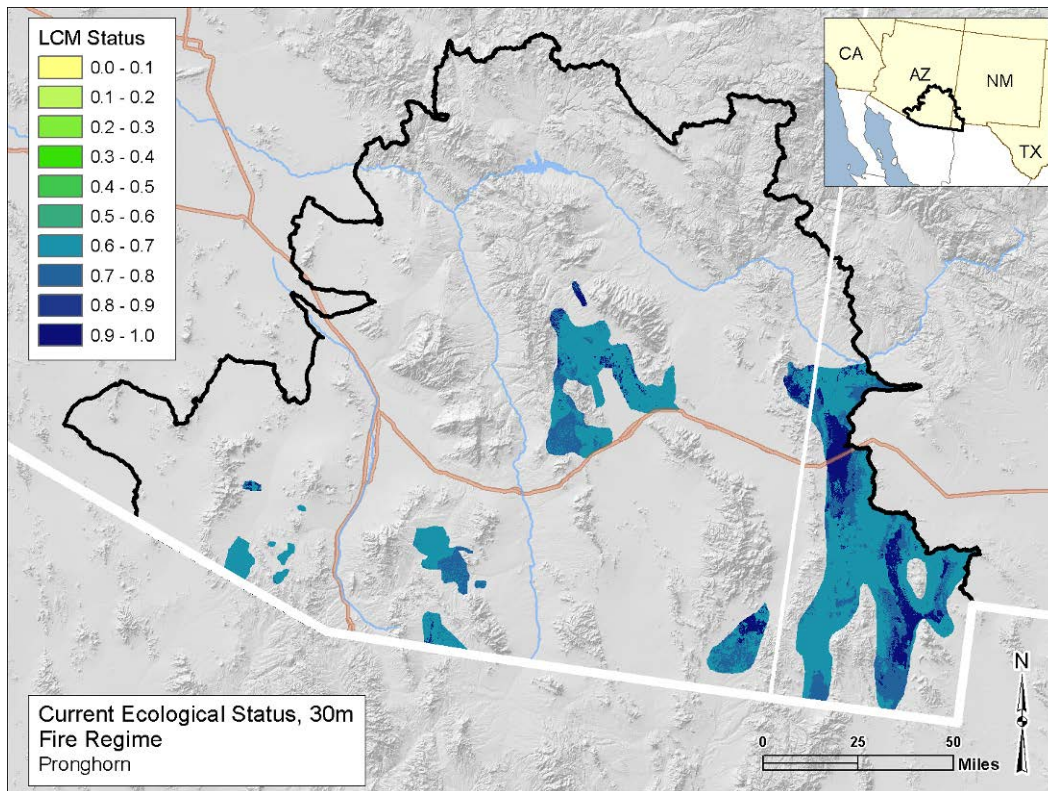 LCM Status
0.0 - 0.1
0.1 - 0.2
0.2 - 0.3
0.3 - 0.4
0.4 - 0.5
0.5 - 0.6
0.6 - 0.7
0.7 - 0.8
0.8 - 0.9
0.9 - 1.0
CA
AZ
NM
TX
Current Ecological Status, 30m
Fire Regime
Pronghorn
N
0 25 50
Miles